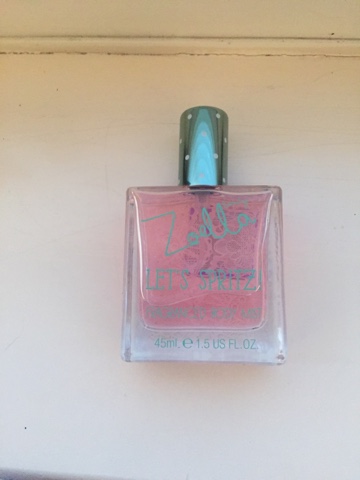 Zoella
LET'S SPRITZ!
45ml ℮ 1.5 US FL.OZ.